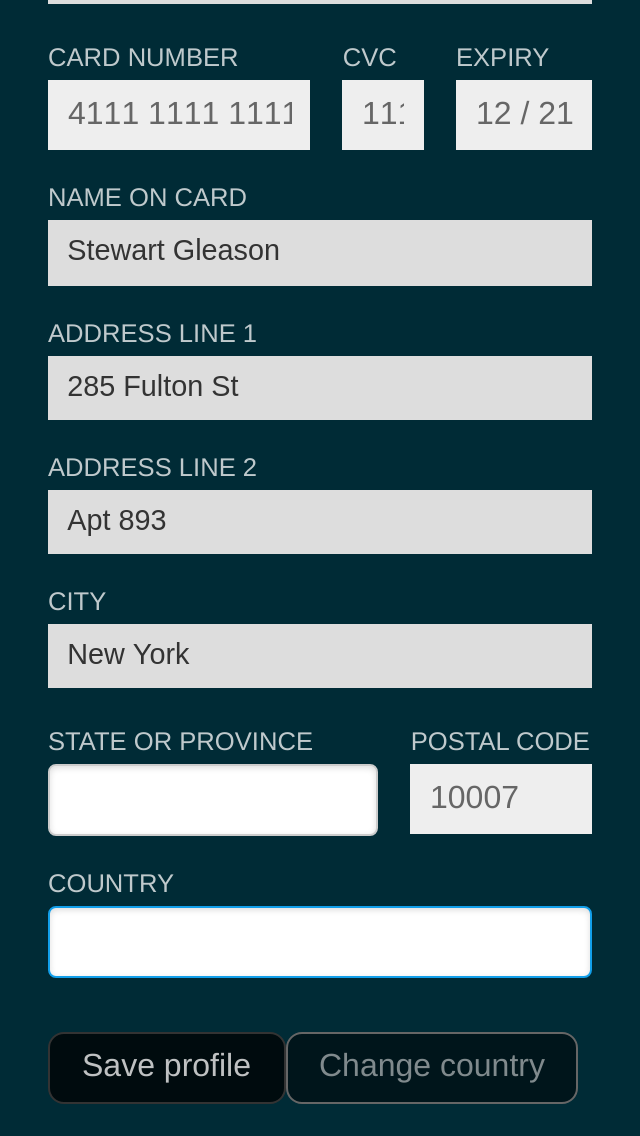 CARD NUMBER CVC EXPIRY
4111 1111 1111 111 12 / 21
NAME ON CARD
Stewart Gleason
ADDRESS LINE 1
285 Fulton St
ADDRESS LINE 2
Apt 893
CITY
New York
STATE OR PROVINCE POSTAL CODE
10007
COUNTRY
Save profile Change country